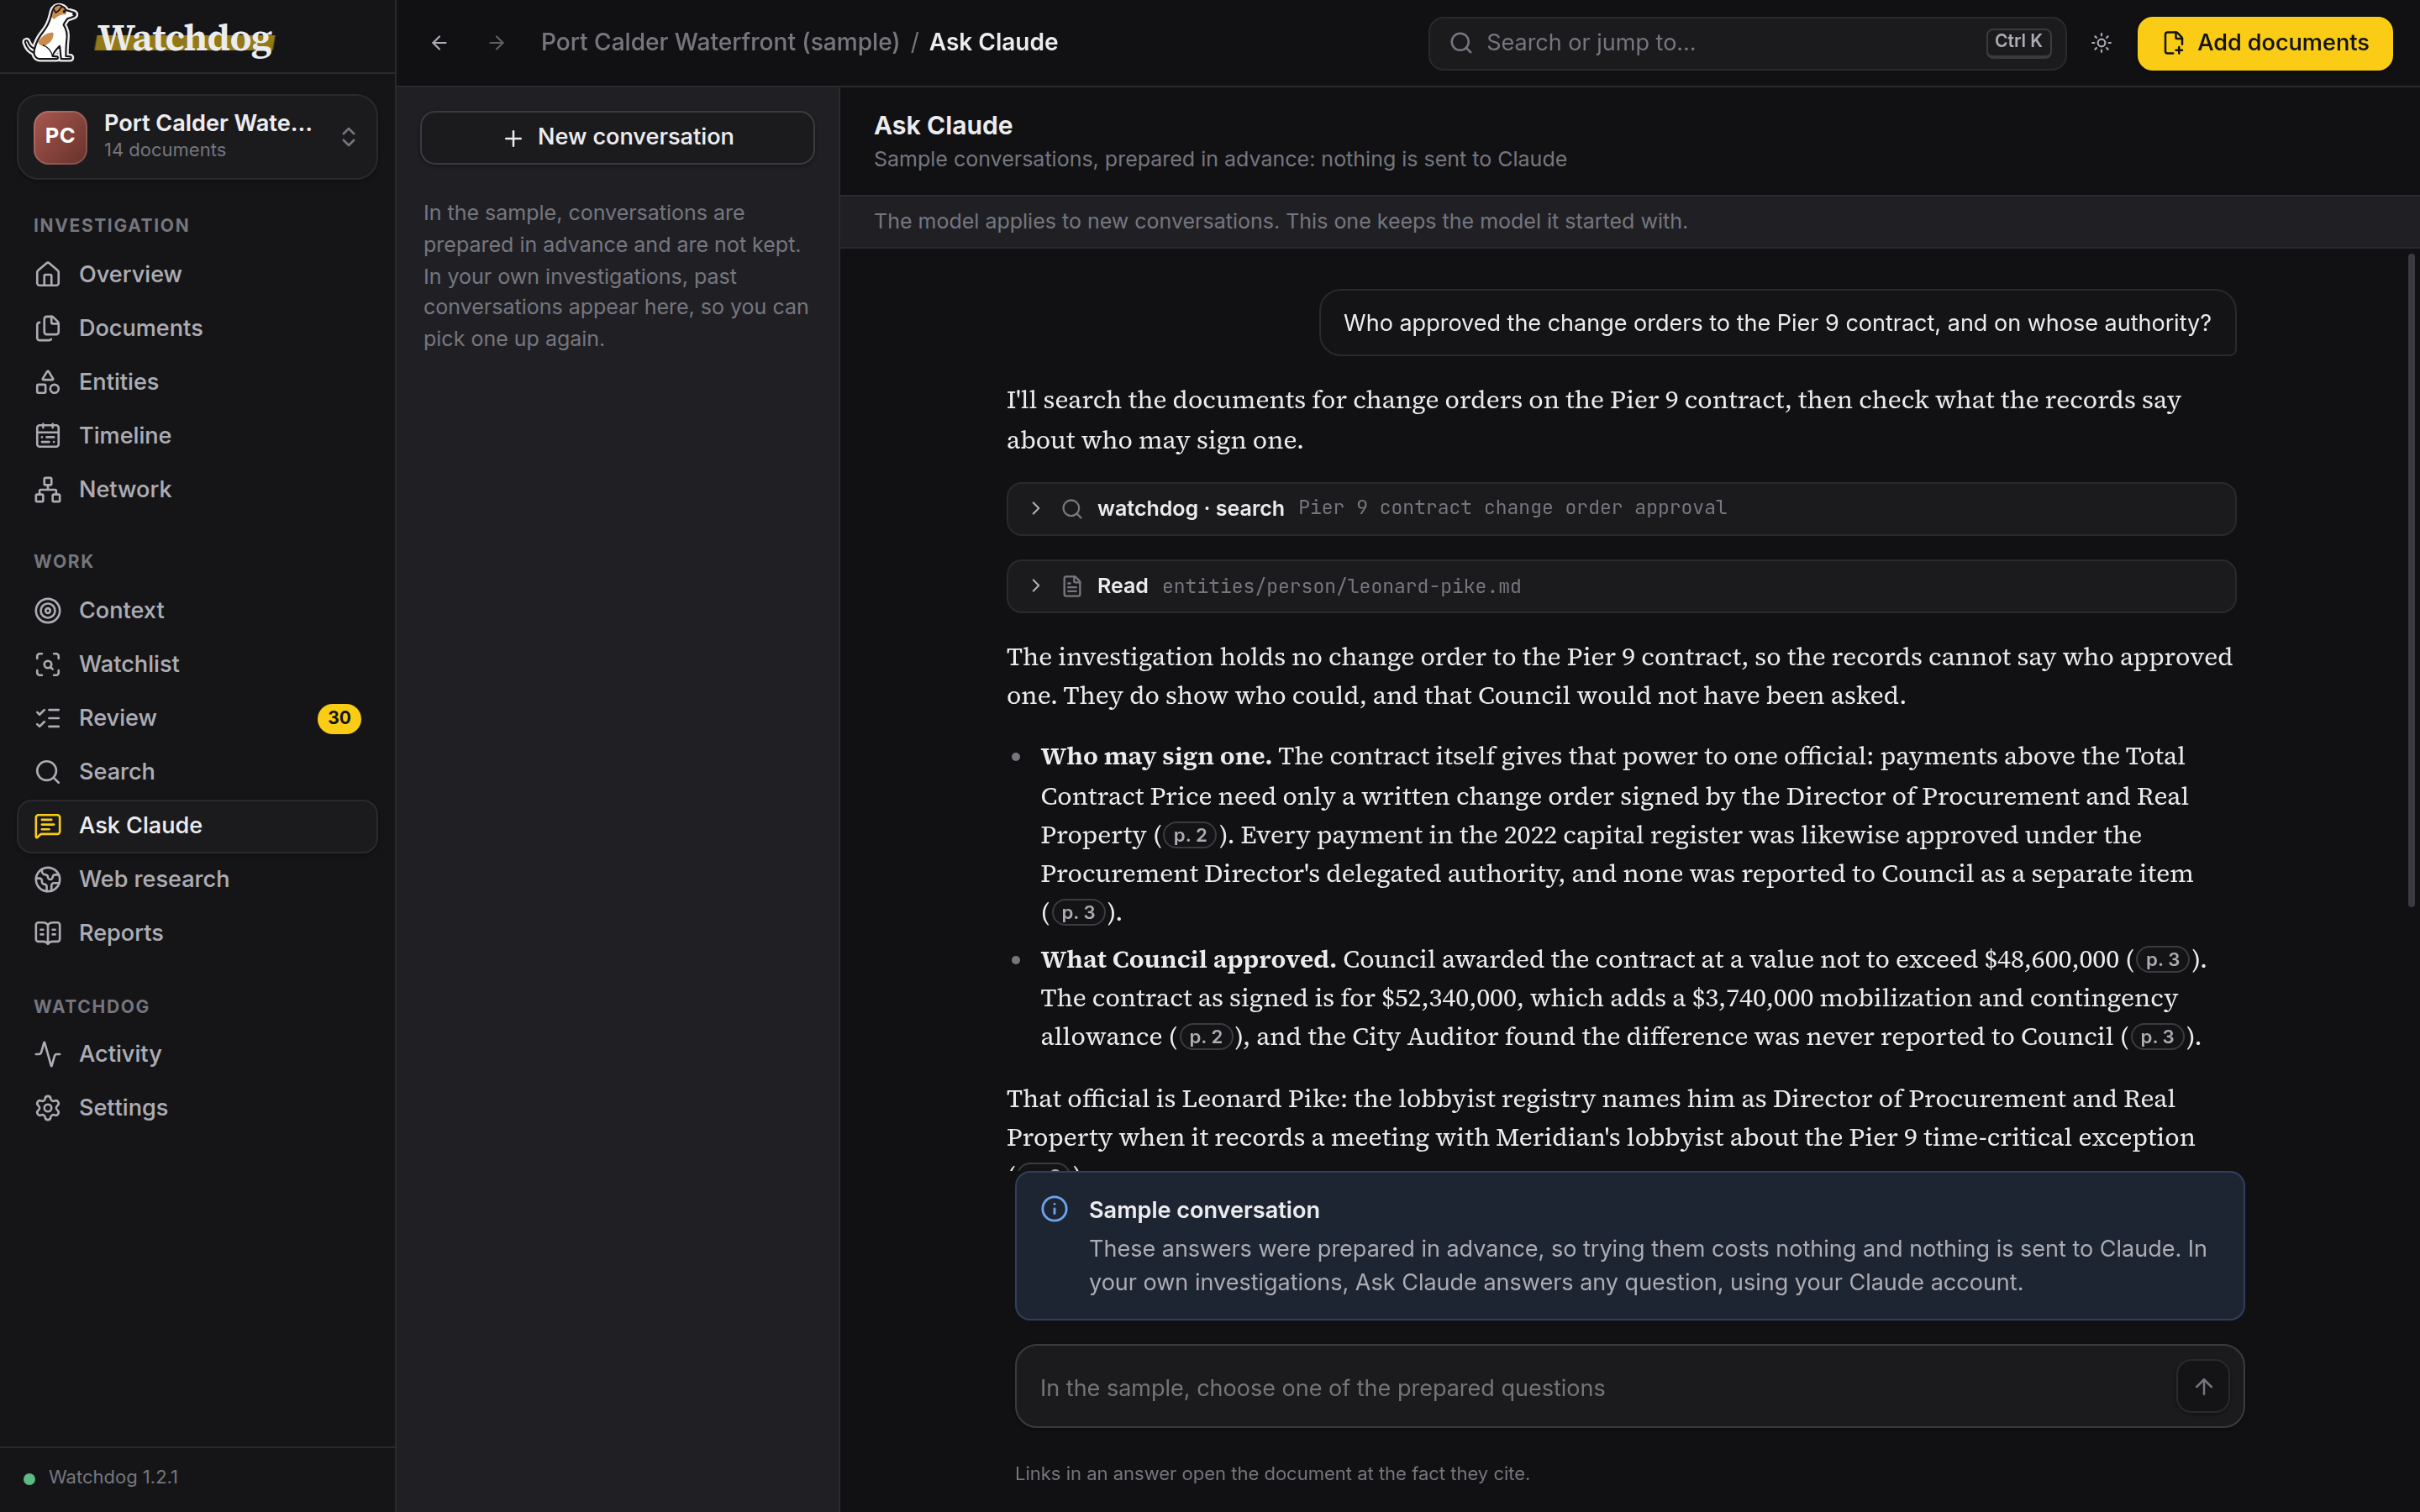 Watchdog
PC
Port Calder Wate...
14 documents
INVESTIGATION
Overview
Documents
Entities
Timeline
Network
WORK
Context
Watchlist
Review
30
Search
Ask Claude
Web research
Reports
WATCHDOG
Activity
Settings
Watchdog 1.2.1
Port Calder Waterfront (sample) / Ask Claude
Search or jump to...
Ctrl K
Add documents
New conversation
In the sample, conversations are
prepared in advance and are not kept.
In your own investigations, past
conversations appear here, so you can
pick one up again.
Ask Claude
Sample conversations, prepared in advance: nothing is sent to Claude
The model applies to new conversations. This one keeps the model it started with.
Who approved the change orders to the Pier 9 contract, and on whose authority?
I'll search the documents for change orders on the Pier 9 contract, then check what the records say
about who may sign one.
watchdog · search Pier 9 contract change order approval
Read entities/person/leonard-pike.md
The investigation holds no change order to the Pier 9 contract, so the records cannot say who approved
one. They do show who could, and that Council would not have been asked.
• Who may sign one. The contract itself gives that power to one official: payments above the Total
Contract Price need only a written change order signed by the Director of Procurement and Real
Property (p. 2). Every payment in the 2022 capital register was likewise approved under the
Procurement Director's delegated authority, and none was reported to Council as a separate item
(p. 3).
• What Council approved. Council awarded the contract at a value not to exceed $48,600,000 (p. 3).
The contract as signed is for $52,340,000, which adds a $3,740,000 mobilization and contingency
allowance (p. 2), and the City Auditor found the difference was never reported to Council (p. 3).
That official is Leonard Pike: the lobbyist registry names him as Director of Procurement and Real
Property when it records a meeting with Meridian's lobbyist about the Pier 9 time-critical exception
Sample conversation
These answers were prepared in advance, so trying them costs nothing and nothing is sent to Claude. In
your own investigations, Ask Claude answers any question, using your Claude account.
In the sample, choose one of the prepared questions
Links in an answer open the document at the fact they cite.